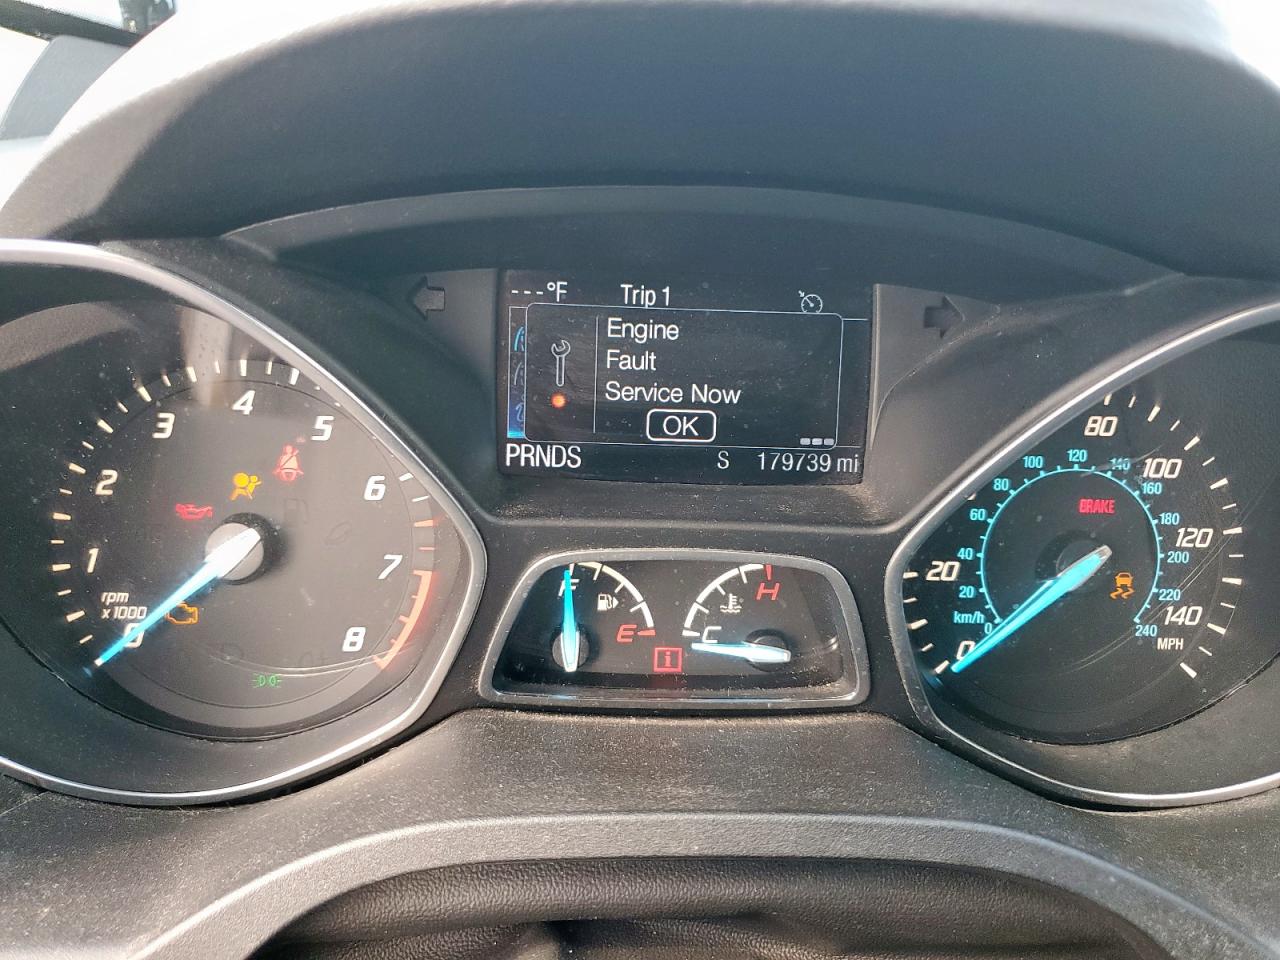 ---°F Trip 1
Engine
Fault
Service Now
OK
PRNDS S 179739 mi
0 1 2 3 4 5 6 7 8
rpm
x1000
F E
C H
i
0 20 80 100 120 140
MPH
0 20 40 60 80 100 120 140 160 180 200 220 240
km/h
BRAKE